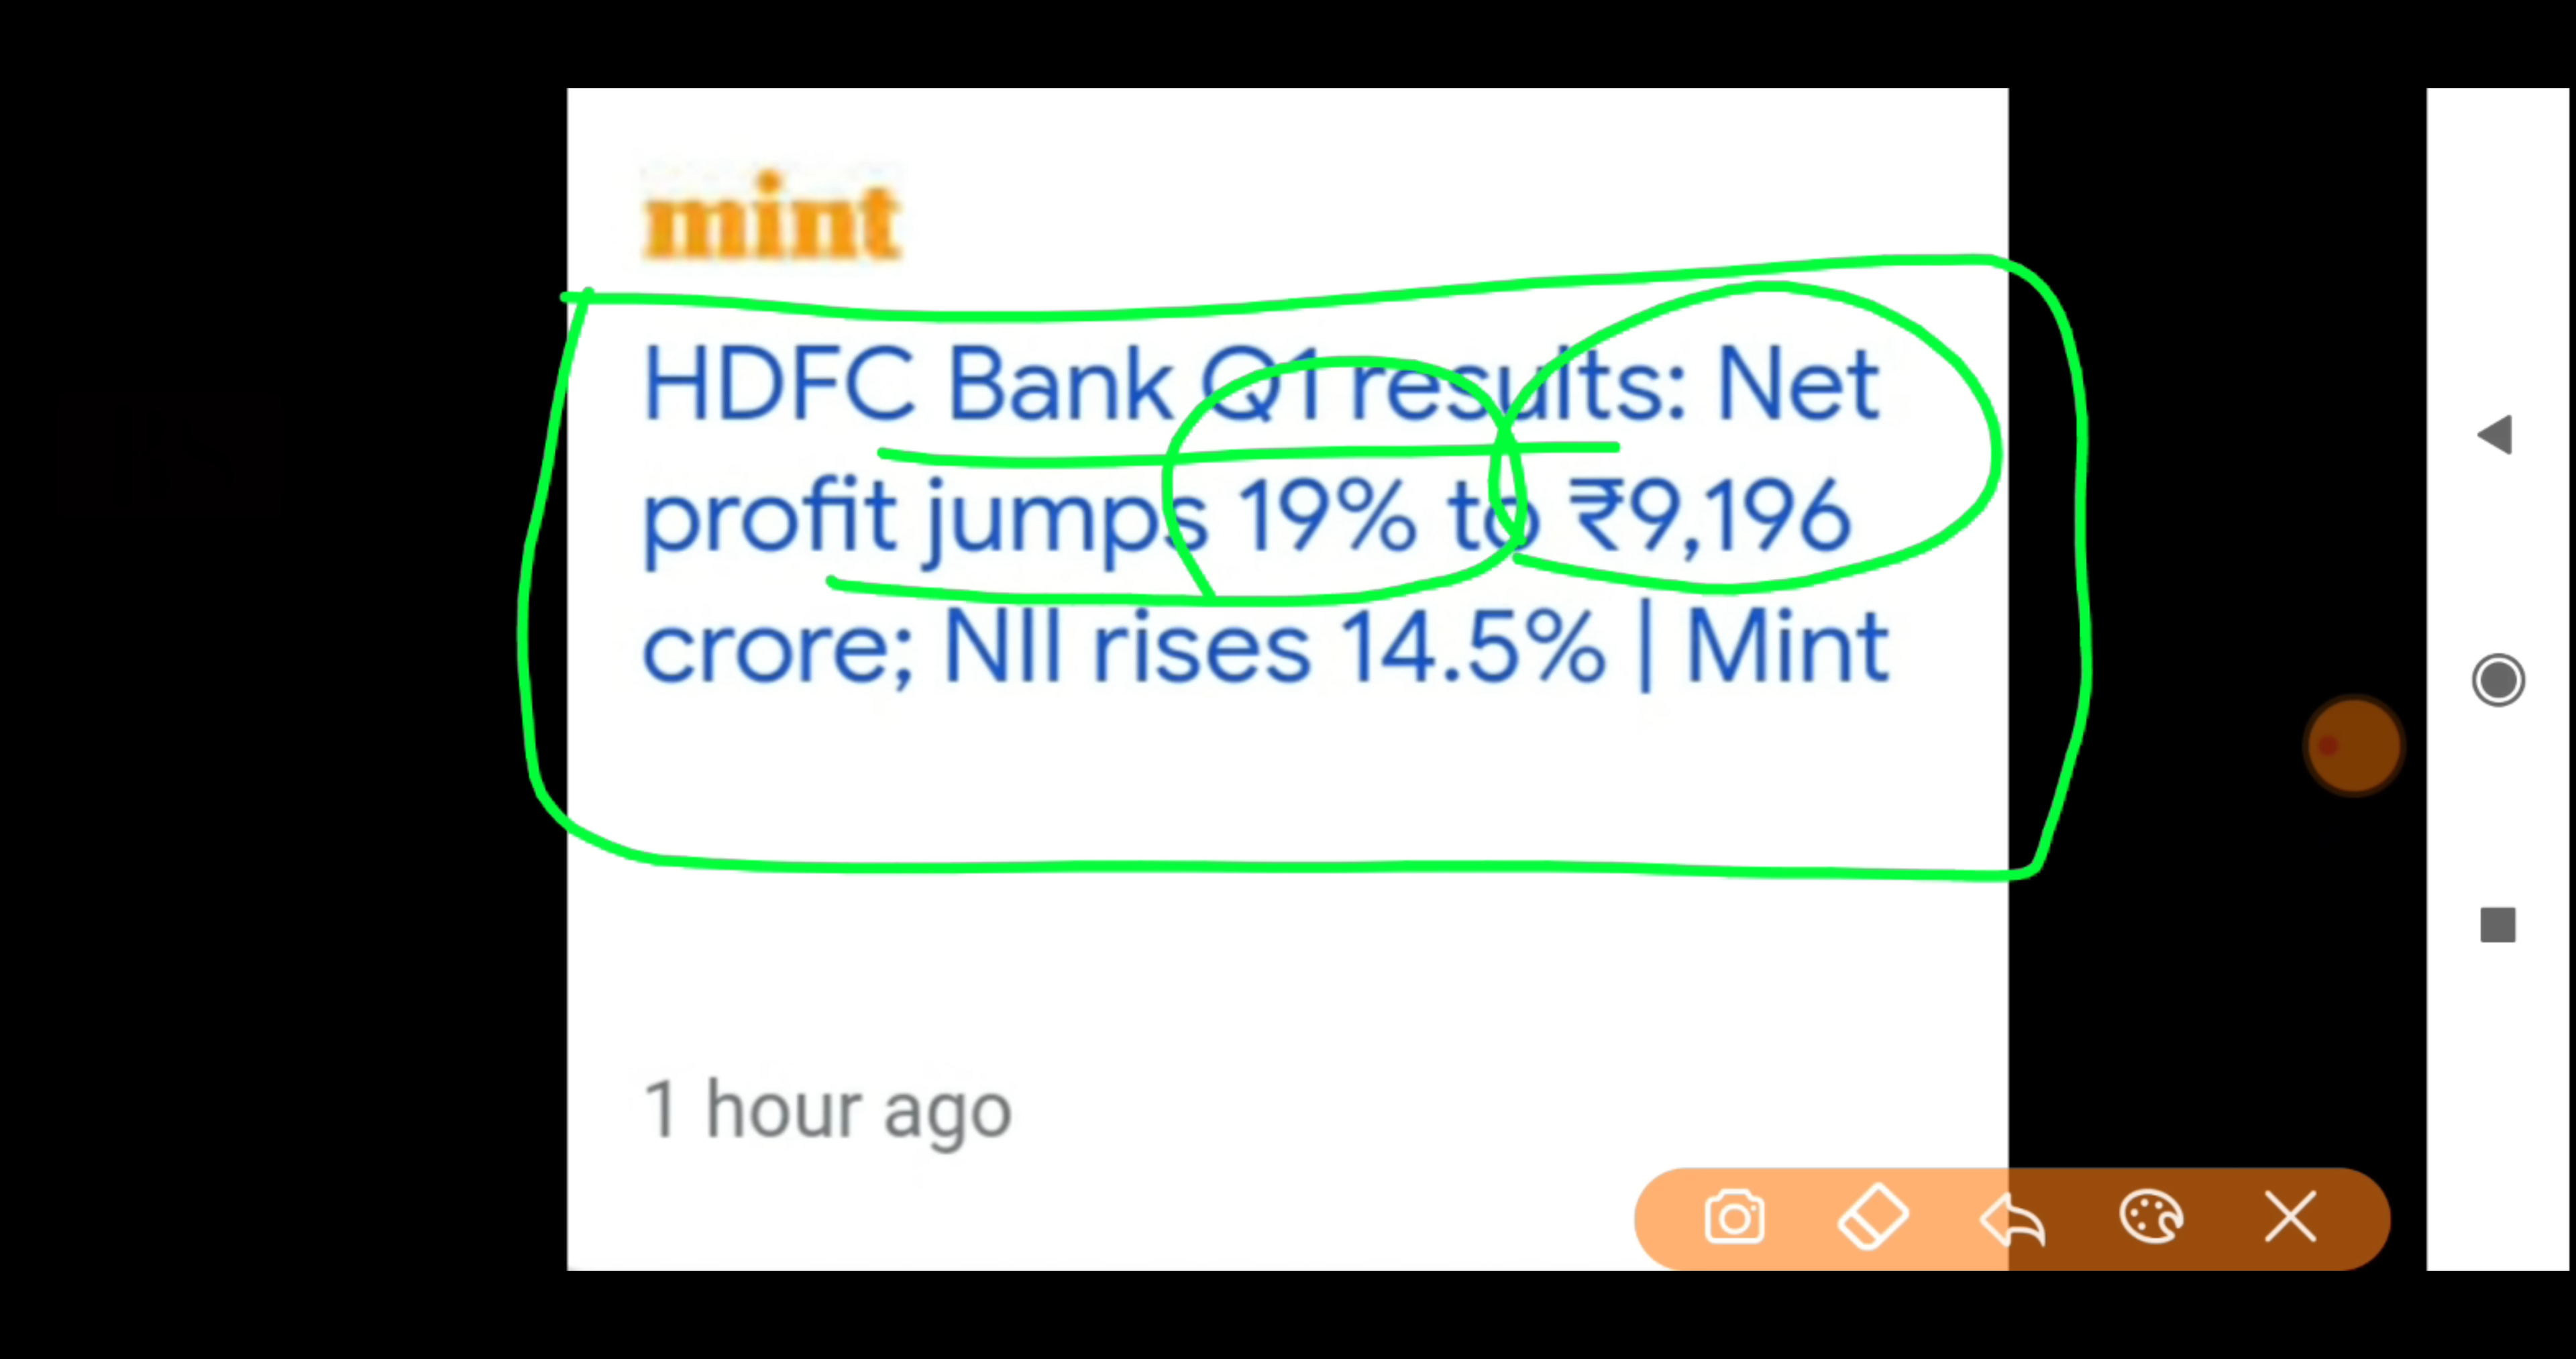 mint
HDFC Bank Q1 results: Net
profit jumps 19% to ₹9,196
crore; NII rises 14.5% | Mint
1 hour ago